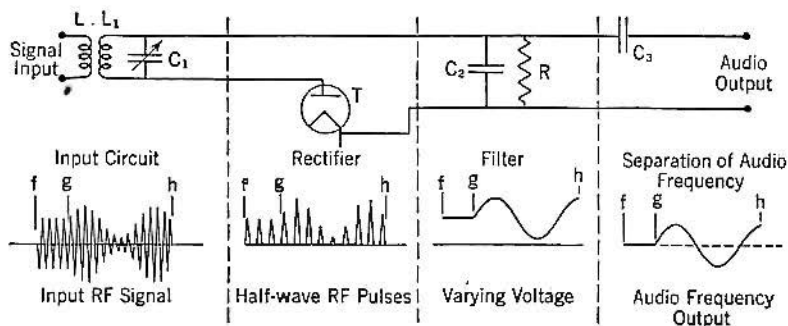 L . L₁
Signal
Input
C₁
T
C₂
R
C₃
Audio
Output
Input Circuit
Rectifier
Filter
Separation of Audio
Frequency
f g h
f g h
f g h
f g h
Input RF Signal
Half-wave RF Pulses
Varying Voltage
Audio Frequency
Output